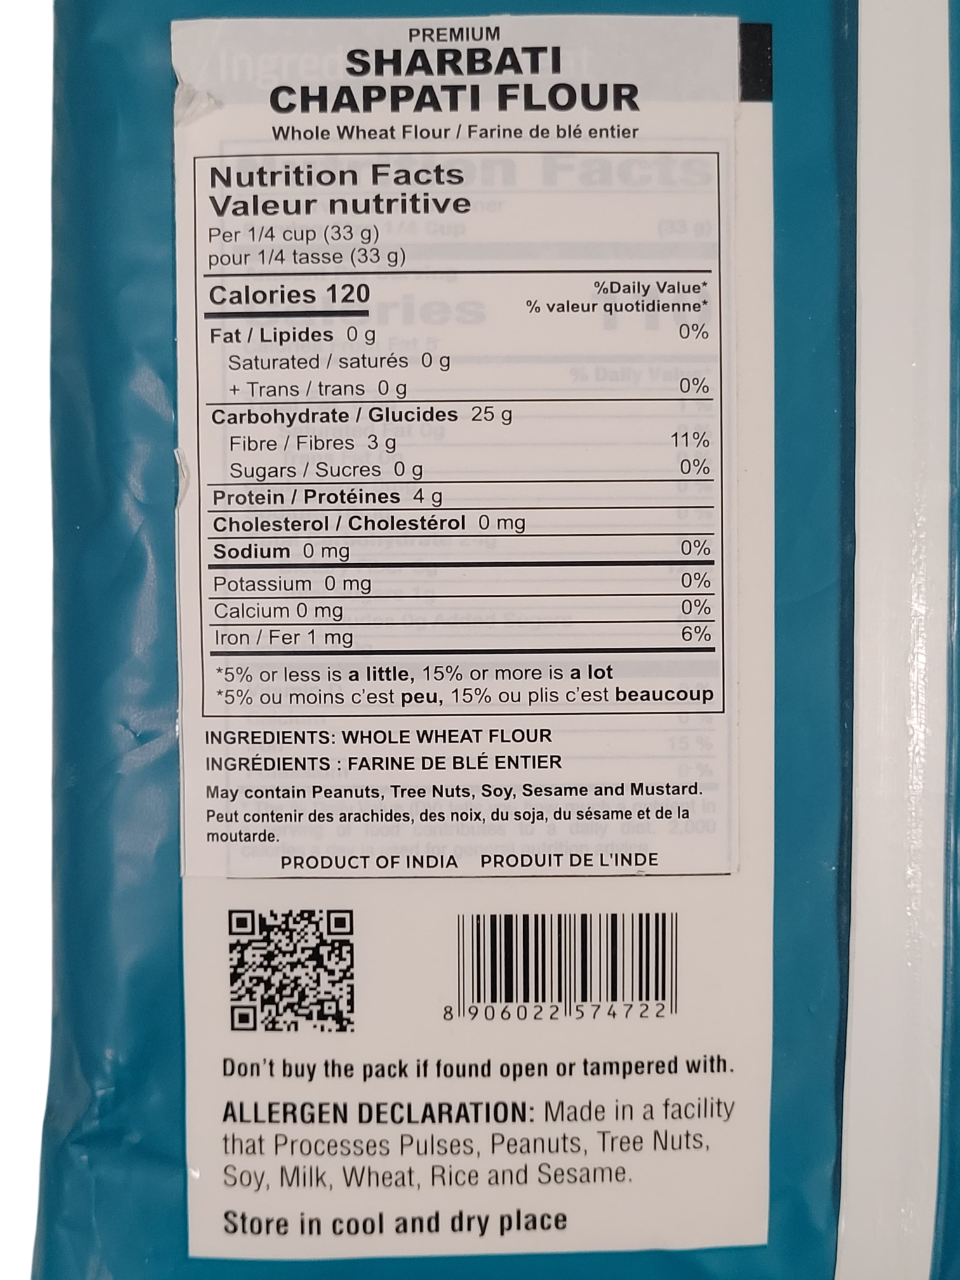 PREMIUM
SHARBATI
CHAPPATI FLOUR
Whole Wheat Flour / Farine de blé entier
Nutrition Facts
Valeur nutritive
Per 1/4 cup (33 g)
pour 1/4 tasse (33 g)
Calories 120
%Daily Value*
% valeur quotidienne*
Fat / Lipides 0 g 0%
Saturated / saturés 0 g
+ Trans / trans 0 g 0%
Carbohydrate / Glucides 25 g
Fibre / Fibres 3 g 11%
Sugars / Sucres 0 g 0%
Protein / Protéines 4 g
Cholesterol / Cholestérol 0 mg
Sodium 0 mg 0%
Potassium 0 mg 0%
Calcium 0 mg 0%
Iron / Fer 1 mg 6%
*5% or less is a little, 15% or more is a lot
*5% ou moins c'est peu, 15% ou plis c'est beaucoup
INGREDIENTS: WHOLE WHEAT FLOUR
INGRÉDIENTS : FARINE DE BLÉ ENTIER
May contain Peanuts, Tree Nuts, Soy, Sesame and Mustard.
Peut contenir des arachides, des noix, du soja, du sésame et de la
moutarde.
PRODUCT OF INDIA PRODUIT DE L'INDE
8 906022 574722
Don't buy the pack if found open or tampered with.
ALLERGEN DECLARATION: Made in a facility
that Processes Pulses, Peanuts, Tree Nuts,
Soy, Milk, Wheat, Rice and Sesame.
Store in cool and dry place